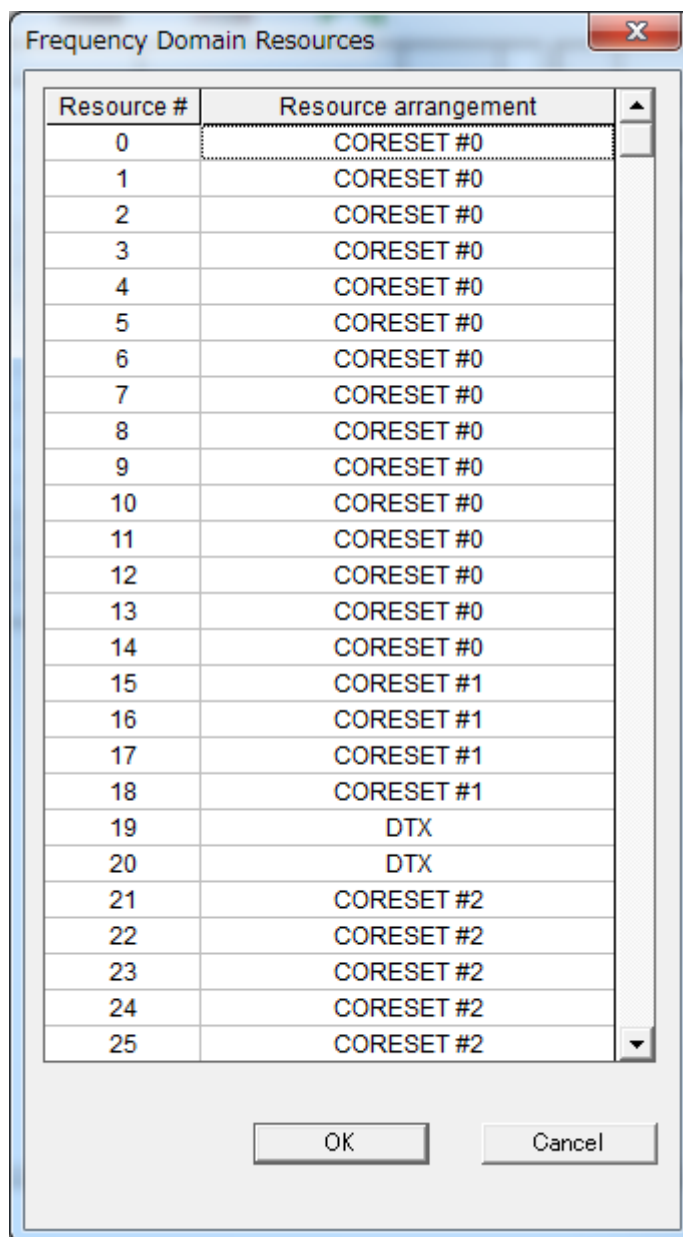 Frequency Domain Resources
Resource # Resource arrangement
0 CORESET #0
1 CORESET #0
2 CORESET #0
3 CORESET #0
4 CORESET #0
5 CORESET #0
6 CORESET #0
7 CORESET #0
8 CORESET #0
9 CORESET #0
10 CORESET #0
11 CORESET #0
12 CORESET #0
13 CORESET #0
14 CORESET #0
15 CORESET #1
16 CORESET #1
17 CORESET #1
18 CORESET #1
19 DTX
20 DTX
21 CORESET #2
22 CORESET #2
23 CORESET #2
24 CORESET #2
25 CORESET #2
OK Cancel